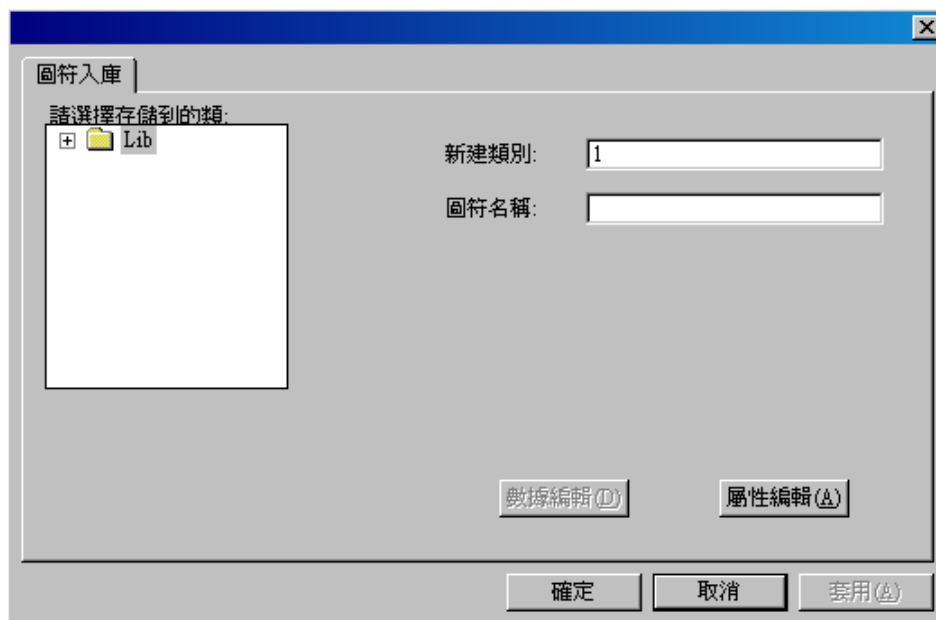 圖符入庫
請選擇存儲到的類:
Lib
新建類別:
1
圖符名稱:
數據編輯(D)
屬性編輯(A)
確定
取消
套用(A)